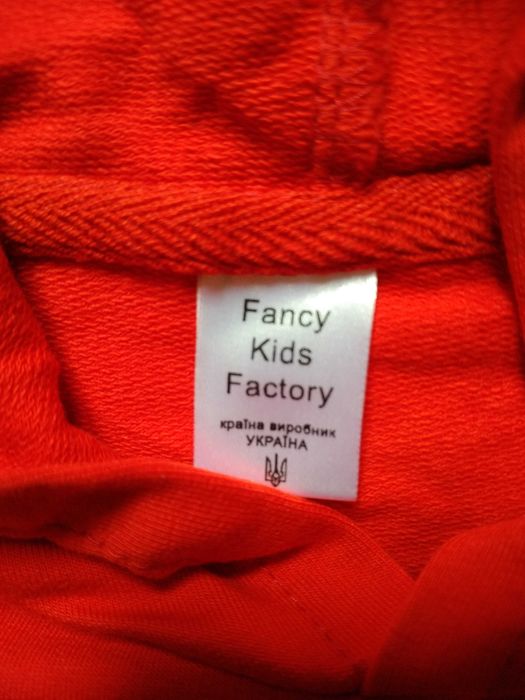 Fancy
Kids
Factory
країна виробник
УКРАЇНА